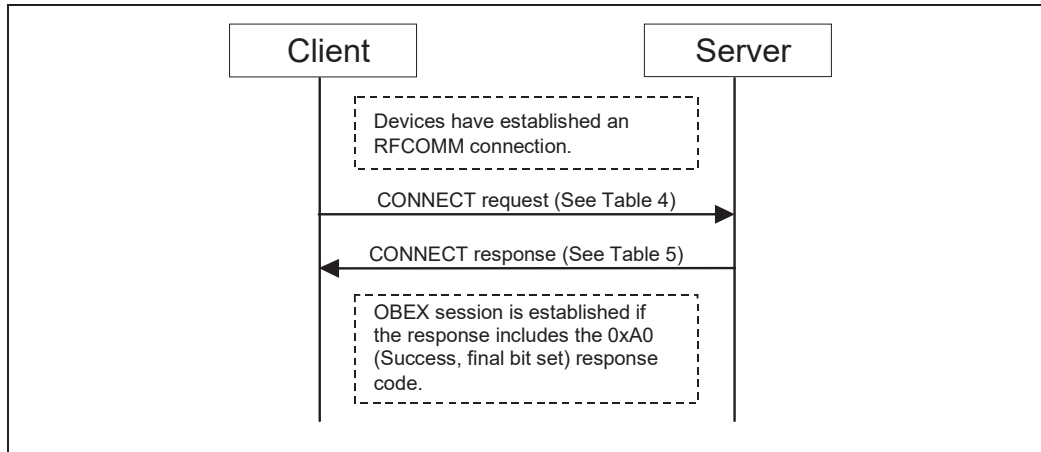 Client
Server
Devices have established an
RFCOMM connection.
CONNECT request (See Table 4)
CONNECT response (See Table 5)
OBEX session is established if
the response includes the 0xA0
(Success, final bit set) response
code.